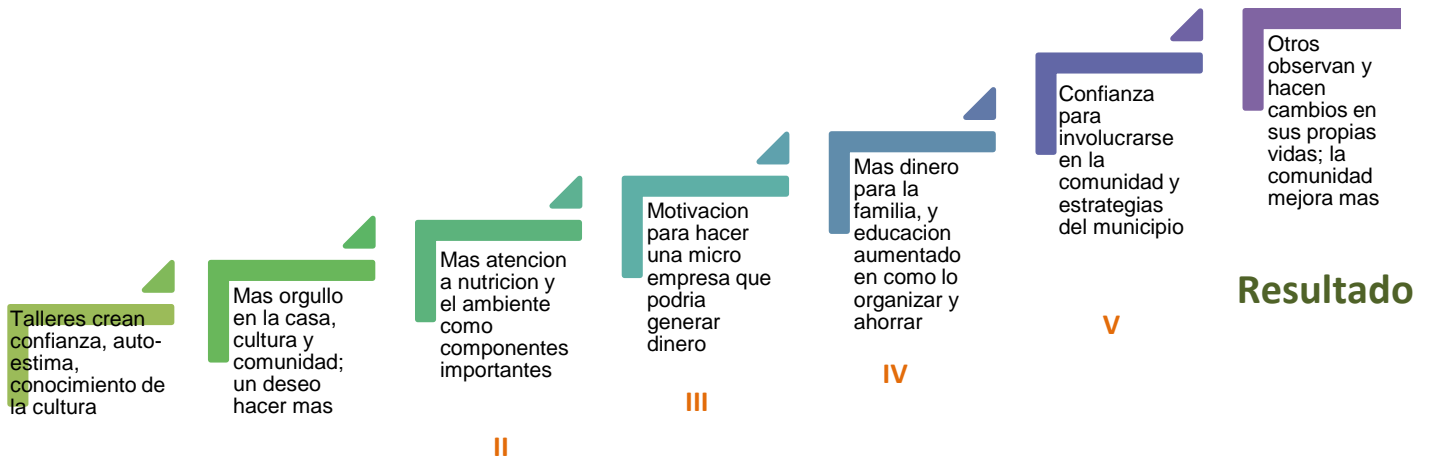 Talleres crean
confianza, auto-
estima,
conocimiento de
la cultura
Mas orgullo
en la casa,
cultura y
comunidad;
un deseo
hacer mas
Mas atencion
a nutricion y
el ambiente
como
componentes
importantes
II
Motivacion
para hacer
una micro
empresa que
podria
generar
dinero
III
Mas dinero
para la
familia, y
educacion
aumentado
en como lo
organizar y
ahorrar
IV
Confianza
para
involucrarse
en la
comunidad y
estrategias
del municipio
V
Otros
observan y
hacen
cambios en
sus propias
vidas; la
comunidad
mejora mas
Resultado